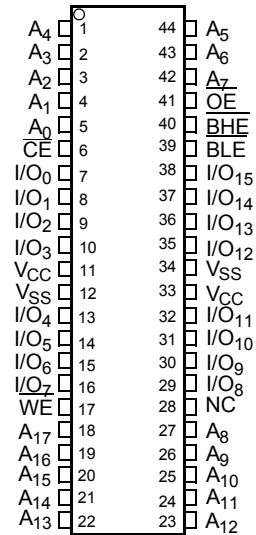 A4 1 44 A5
A3 2 43 A6
A2 3 42 A7
A1 4 41 OE
A0 5 40 BHE
CE 6 39 BLE
I/O0 7 38 I/O15
I/O1 8 37 I/O14
I/O2 9 36 I/O13
I/O3 10 35 I/O12
VCC 11 34 VSS
VSS 12 33 VCC
I/O4 13 32 I/O11
I/O5 14 31 I/O10
I/O6 15 30 I/O9
I/O7 16 29 I/O8
WE 17 28 NC
A17 18 27 A8
A16 19 26 A9
A15 20 25 A10
A14 21 24 A11
A13 22 23 A12